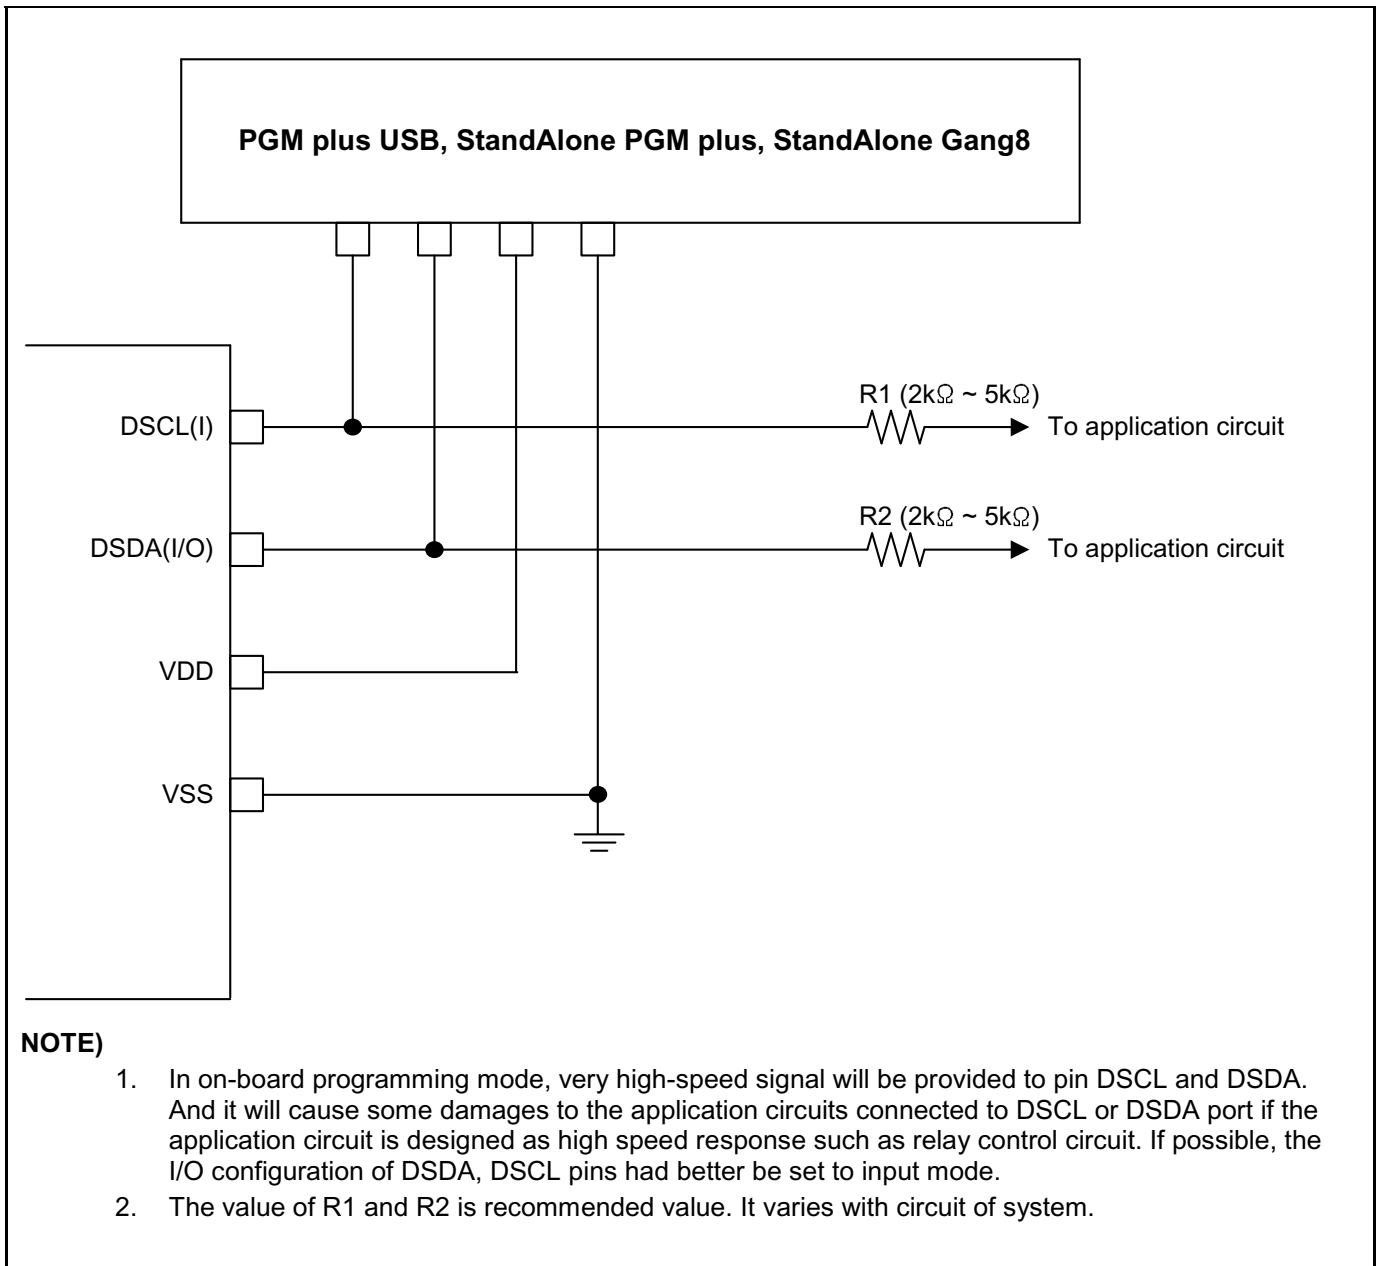 PGM plus USB, StandAlone PGM plus, StandAlone Gang8
R1 (2kΩ ~ 5kΩ)
DSCL(I)
To application circuit
R2 (2kΩ ~ 5kΩ)
DSDA(I/O)
To application circuit
VDD
VSS
NOTE)
1. In on-board programming mode, very high-speed signal will be provided to pin DSCL and DSDA.
And it will cause some damages to the application circuits connected to DSCL or DSDA port if the
application circuit is designed as high speed response such as relay control circuit. If possible, the
I/O configuration of DSDA, DSCL pins had better be set to input mode.
2. The value of R1 and R2 is recommended value. It varies with circuit of system.